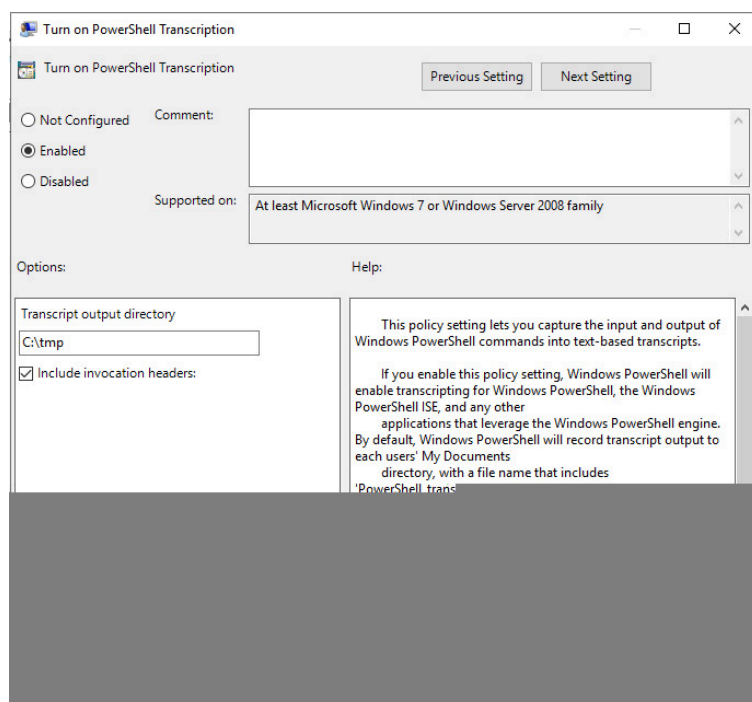 Turn on PowerShell Transcription
Turn on PowerShell Transcription
Previous Setting
Next Setting
Not Configured
Comment:
Enabled
Disabled
Supported on:
At least Microsoft Windows 7 or Windows Server 2008 family
Options:
Help:
Transcript output directory
C:\tmp
Include invocation headers:
This policy setting lets you capture the input and output of
Windows PowerShell commands into text-based transcripts.
If you enable this policy setting, Windows PowerShell will
enable transcribing for Windows PowerShell, the Windows
PowerShell ISE, and any other
applications that leverage the Windows PowerShell engine.
By default, Windows PowerShell will record transcript output to
each users' My Documents
directory, with a file name that includes
'PowerShell_trans